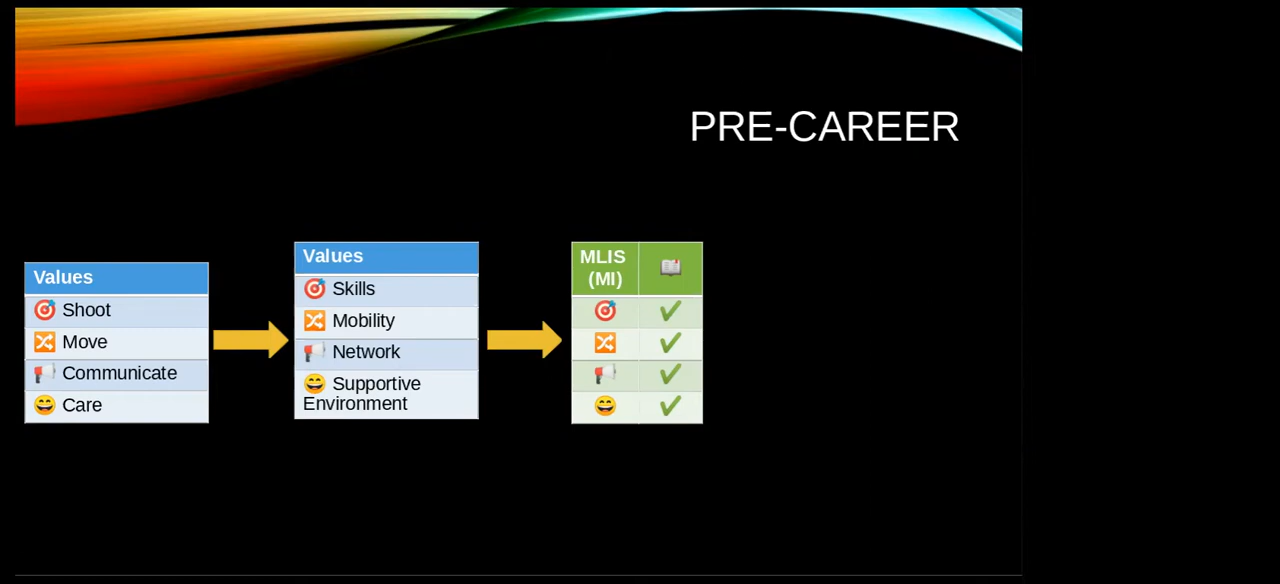 PRE-CAREER
Values
🎯 Shoot
🔀 Move
📢 Communicate
😄 Care
Values
🎯 Skills
🔀 Mobility
📢 Network
😄 Supportive
Environment
MLIS
(MI)